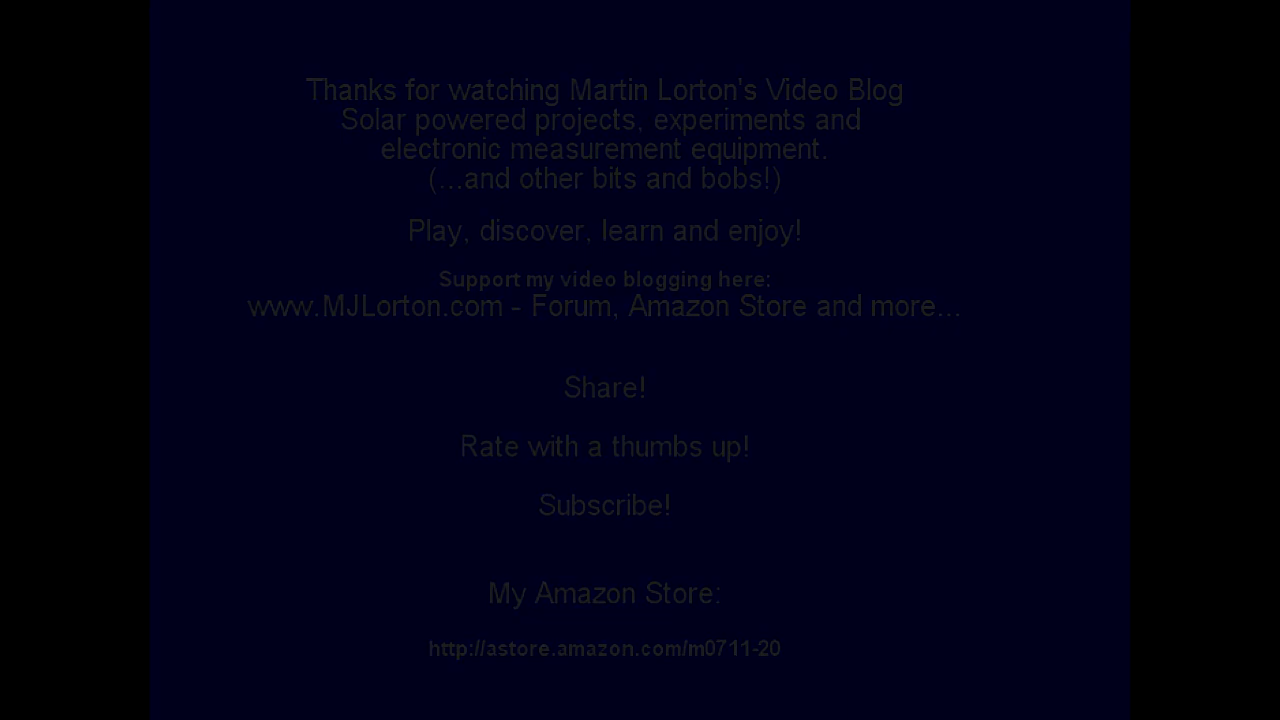 Thanks for watching Martin Lorton's Video Blog
Solar powered projects, experiments and
electronic measurement equipment.
(...and other bits and bobs!)
Play, discover, learn and enjoy!
Support my video blogging here:
www.MJLorton.com - Forum, Amazon Store and more...
Share!
Rate with a thumbs up!
Subscribe!
My Amazon Store:
http://astore.amazon.com/m0711-20